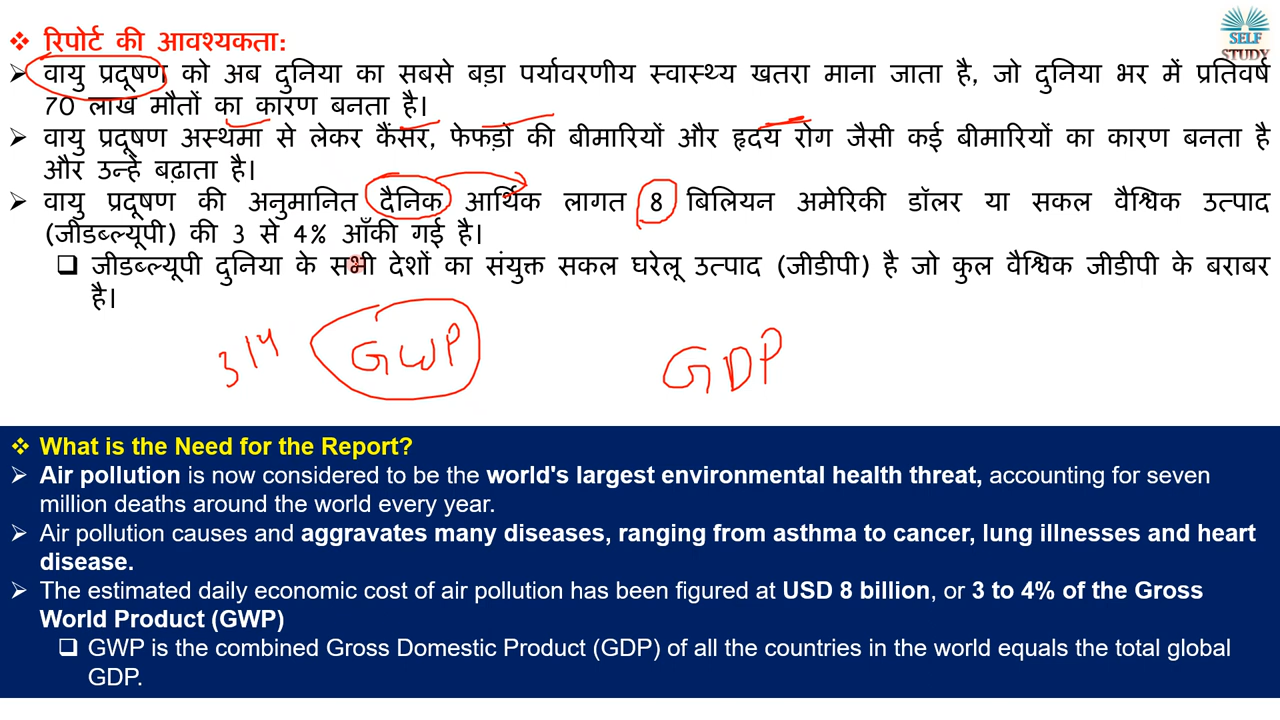 SELF
STUDY
❖ रिपोर्ट की आवश्यकता:
➢ वायु प्रदूषण को अब दुनिया का सबसे बड़ा पर्यावरणीय स्वास्थ्य खतरा माना जाता है, जो दुनिया भर में प्रतिवर्ष
70 लाख मौतों का कारण बनता है।
➢ वायु प्रदूषण अस्थमा से लेकर कैंसर, फेफड़ों की बीमारियों और हृदय रोग जैसी कई बीमारियों का कारण बनता है
और उन्हें बढ़ाता है।
➢ वायु प्रदूषण की अनुमानित दैनिक आर्थिक लागत 8 बिलियन अमेरिकी डॉलर या सकल वैश्विक उत्पाद
(जीडब्ल्यूपी) की 3 से 4% आँकी गई है।
❑ जीडब्ल्यूपी दुनिया के सभी देशों का संयुक्त सकल घरेलू उत्पाद (जीडीपी) है जो कुल वैश्विक जीडीपी के बराबर
है।
3/4 GWP GDP
❖ What is the Need for the Report?
➢ Air pollution is now considered to be the world's largest environmental health threat, accounting for seven
million deaths around the world every year.
➢ Air pollution causes and aggravates many diseases, ranging from asthma to cancer, lung illnesses and heart
disease.
➢ The estimated daily economic cost of air pollution has been figured at USD 8 billion, or 3 to 4% of the Gross
World Product (GWP)
❑ GWP is the combined Gross Domestic Product (GDP) of all the countries in the world equals the total global
GDP.